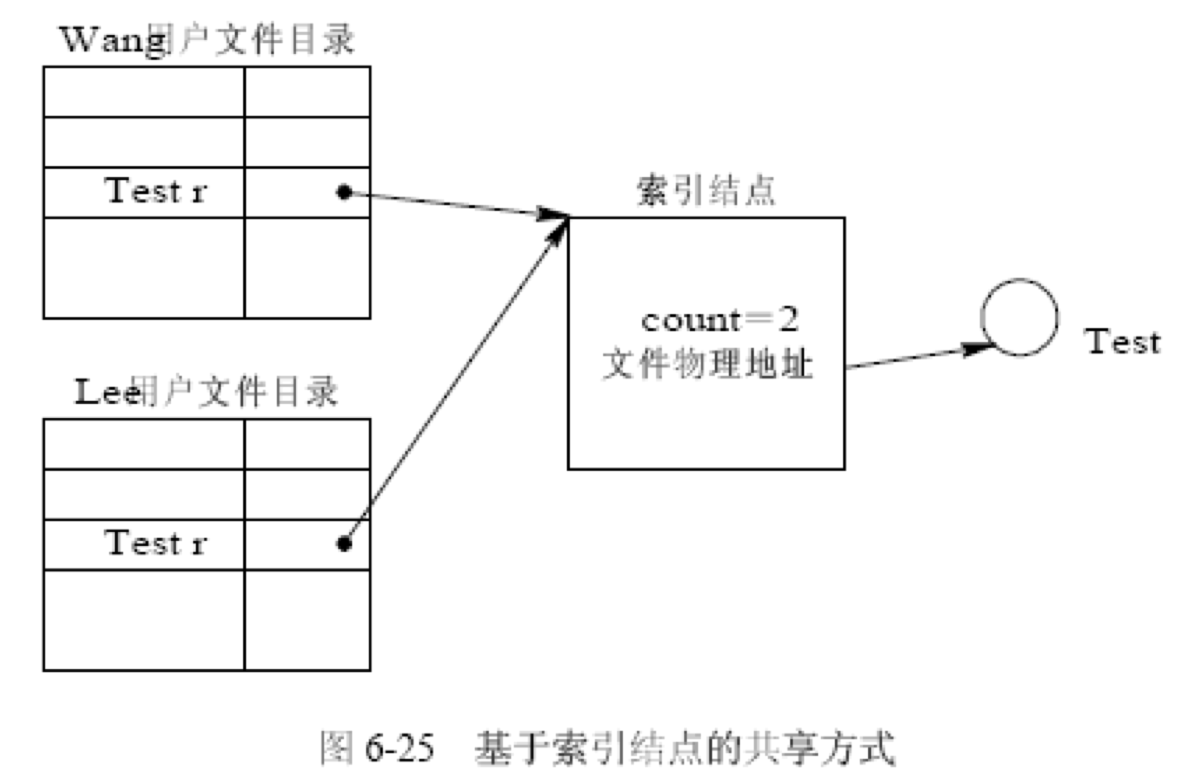 Wang用户文件目录
Test r
索引结点
count=2
文件物理地址
Test
Lee用户文件目录
Test r
图 6-25 基于索引结点的共享方式